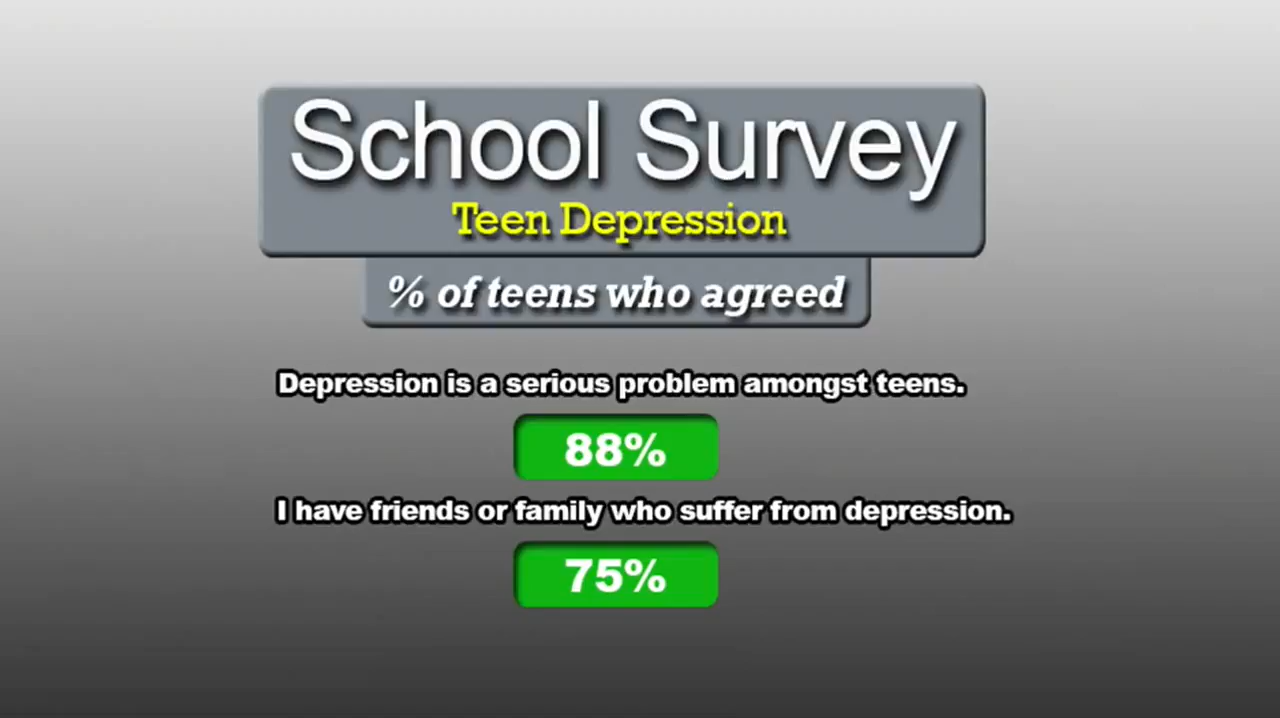 School Survey
Teen Depression
% of teens who agreed
Depression is a serious problem amongst teens.
88%
I have friends or family who suffer from depression.
75%